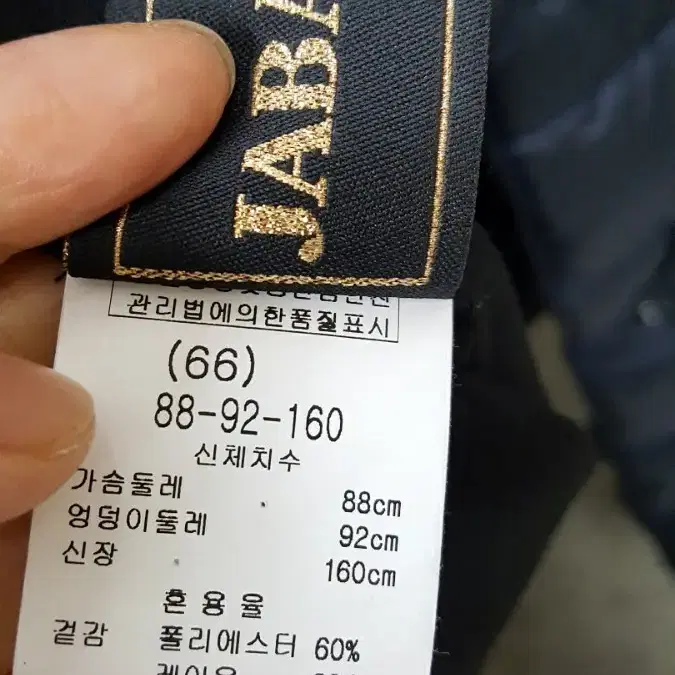 JABA
관리법에의한품질표시
(66)
88-92-160
신체치수
가슴둘레 88cm
엉덩이둘레 92cm
신장 160cm
혼용율
겉감 폴리에스터 60%